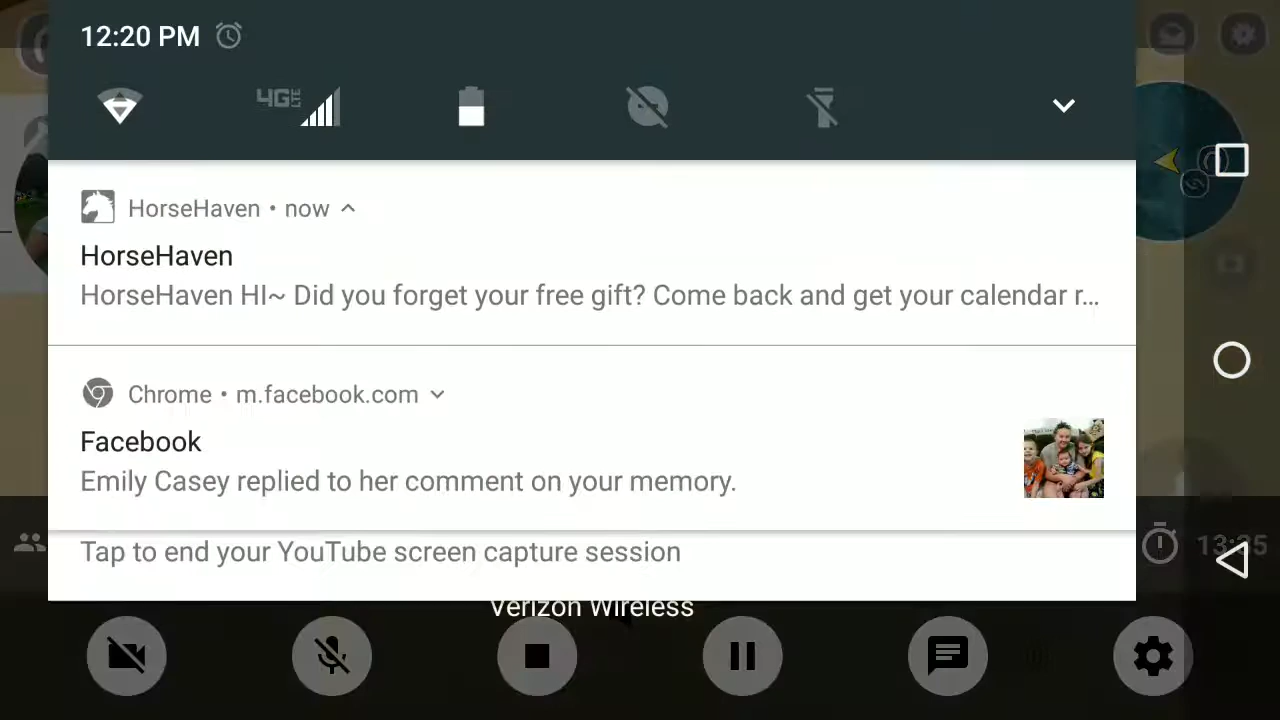 12:20 PM
4G LTE
HorseHaven • now
HorseHaven
HorseHaven HI~ Did you forget your free gift? Come back and get your calendar r...
Chrome • m.facebook.com
Facebook
Emily Casey replied to her comment on your memory.
Tap to end your YouTube screen capture session
13:35
Verizon Wireless